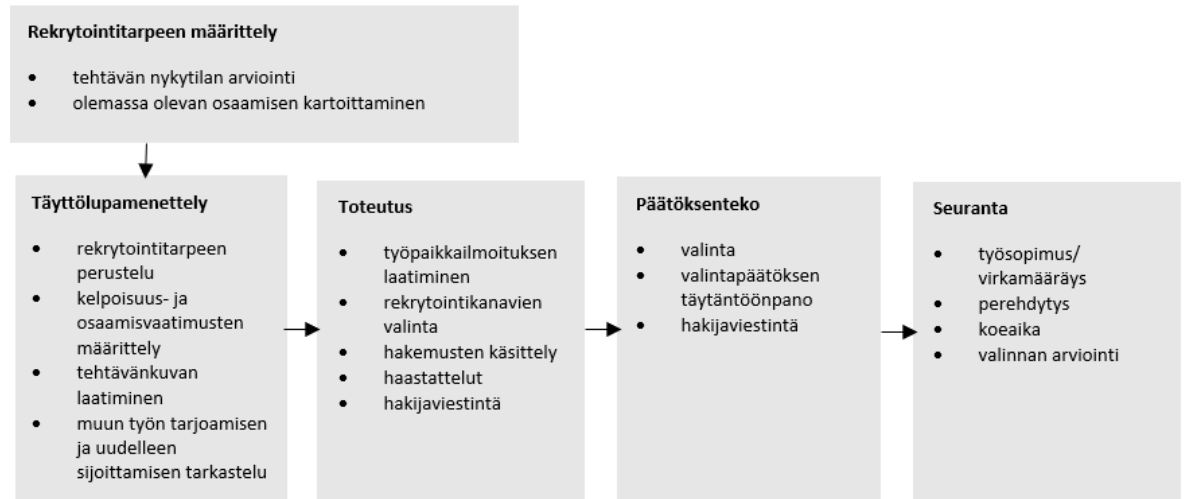 Rekrytointitarpeen määrittely
• tehtävän nykytilan arviointi
• olemassa olevan osaamisen kartoittaminen
Täyttölupamenettely
• rekrytointitarpeen
perustelu
• kelpoisuus- ja
osaamisvaatimusten
määrittely
• tehtävänkuvan
laatiminen
• muun työn tarjoamisen
ja uudelleen
sijoittamisen tarkastelu
Toteutus
• työpaikkailmoituksen
laatiminen
• rekrytointikanavien
valinta
• hakemusten käsittely
• haastattelut
• hakijaviestintä
Päätöksenteko
• valinta
• valintapäätöksen
täytäntöönpano
• hakijaviestintä
Seuranta
• työsopimus/
virkamääräys
• perehdytys
• koeaika
• valinnan arviointi